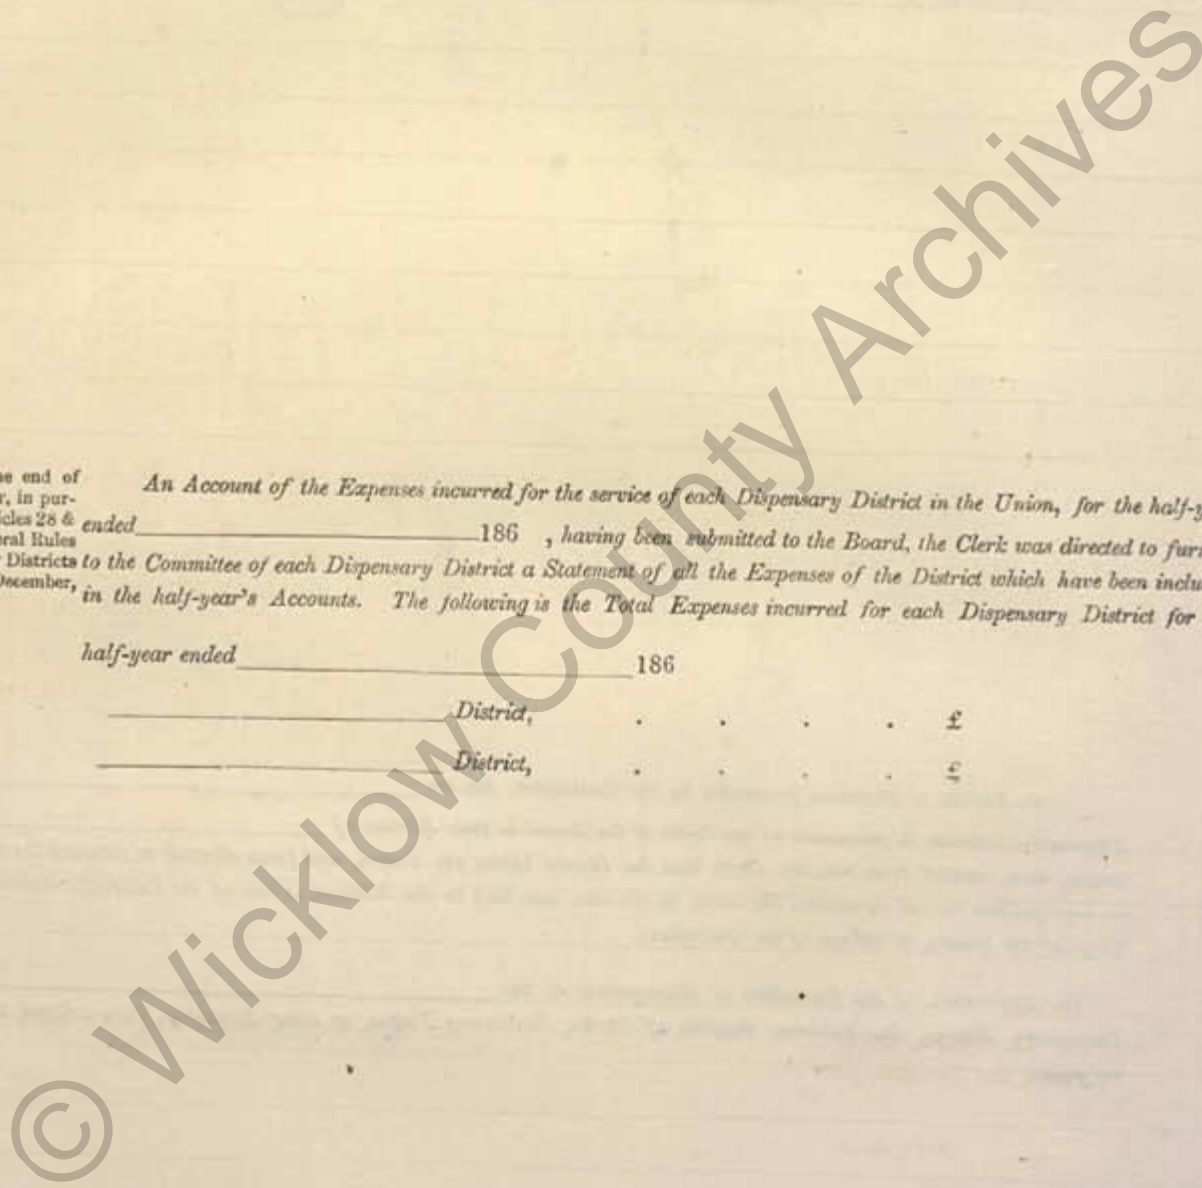 he end of
r, in pur-
icles 28 &
eral Rules
Districts
December,
An Account of the Expenses incurred for the service of each Dispensary District in the Union, for the half-y
ended 186 , having been submitted to the Board, the Clerk was directed to furn
to the Committee of each Dispensary District a Statement of all the Expenses of the District which have been inclu
in the half-year's Accounts. The following is the Total Expenses incurred for each Dispensary District for
half-year ended 186
District, . . . . £
District, . . . . £
© Wicklow County Archives